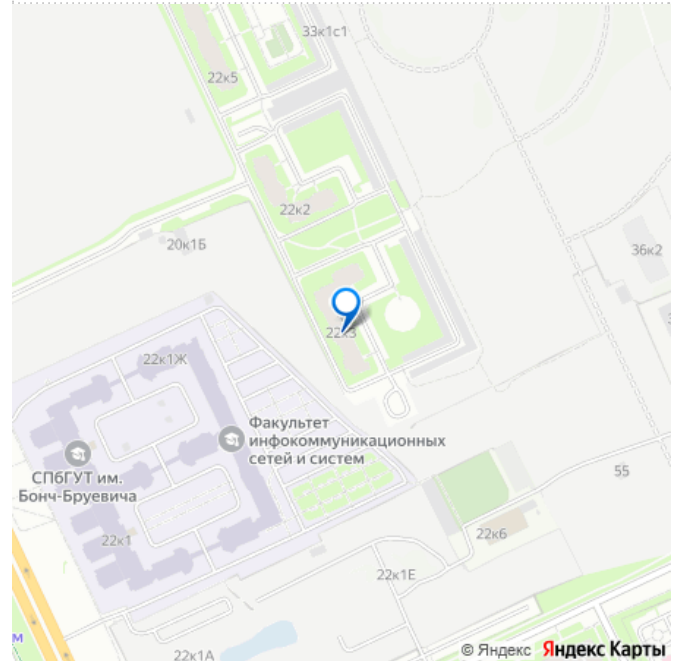 33к1с1
22к5
22к2
20к1Б
36к2
22к3
22к1Ж
Факультет
инфокоммуникационных
сетей и систем
СПбГУТ им.
Бонч-Бруевича
55
22к1
22к6
22к1Е
м
22к1А
© Яндекс Яндекс Карты